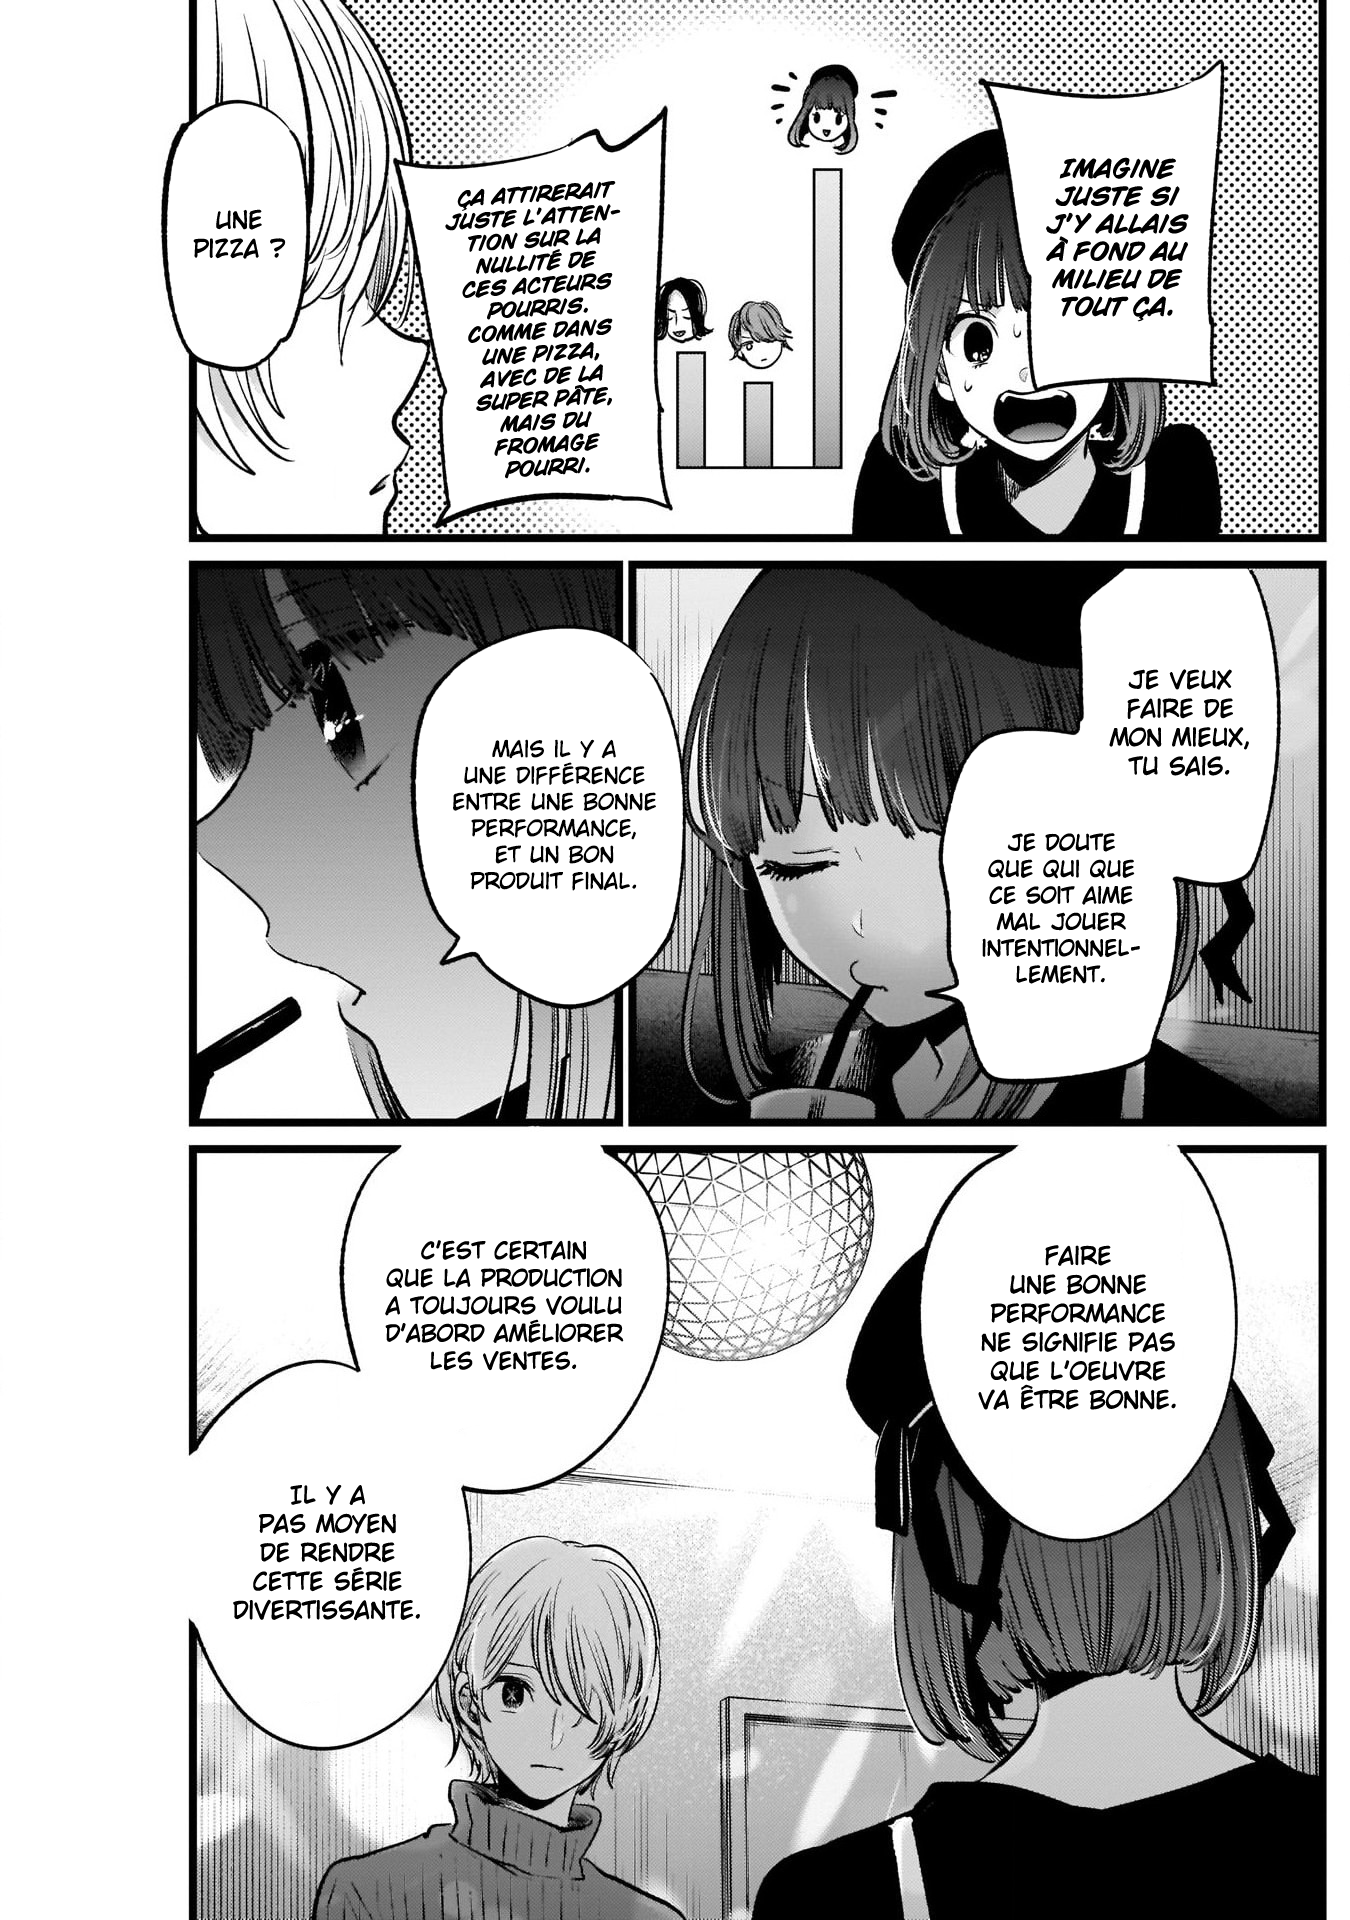 IMAGINE
JUSTE SI
J'Y ALLAIS
À FOND AU
MILIEU DE
TOUT ÇA.
ÇA ATTIRERAIT
JUSTE L'ATTEN-
TION SUR LA
NULLITÉ DE
CES ACTEURS
POURRIS.
COMME DANS
UNE PIZZA,
AVEC DE LA
SUPER PÂTE,
MAIS DU
FROMAGE
POURRI.
UNE
PIZZA ?
JE VEUX
FAIRE DE
MON MIEUX,
TU SAIS.
JE DOUTE
QUE QUI QUE
CE SOIT AIME
MAL JOUER
INTENTIONNEL-
LEMENT.
MAIS IL Y A
UNE DIFFÉRENCE
ENTRE UNE BONNE
PERFORMANCE,
ET UN BON
PRODUIT FINAL.
FAIRE
UNE BONNE
PERFORMANCE
NE SIGNIFIE PAS
QUE L'OEUVRE
VA ÊTRE BONNE.
C'EST CERTAIN
QUE LA PRODUCTION
A TOUJOURS VOULU
D'ABORD AMÉLIORER
LES VENTES.
IL Y A
PAS MOYEN
DE RENDRE
CETTE SÉRIE
DIVERTISSANTE.